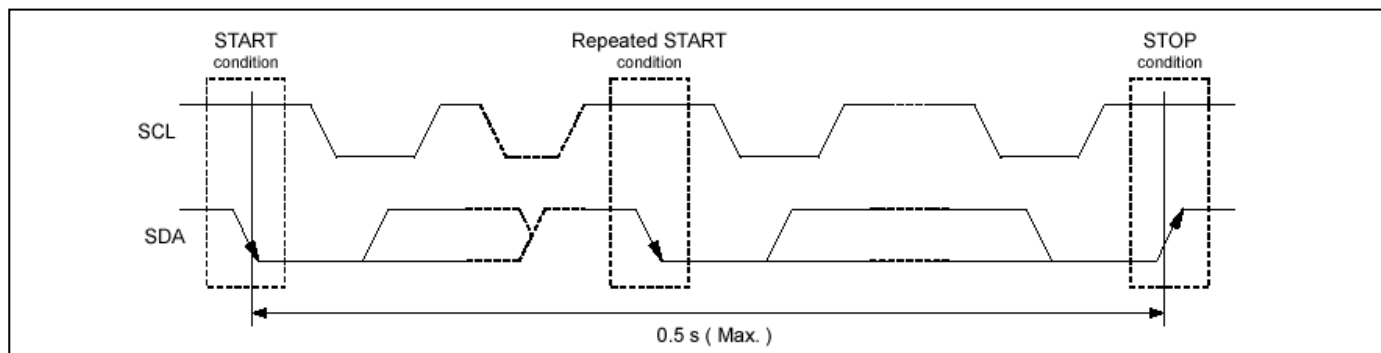 START
condition
Repeated START
condition
STOP
condition
SCL
SDA
0.5 s ( Max. )